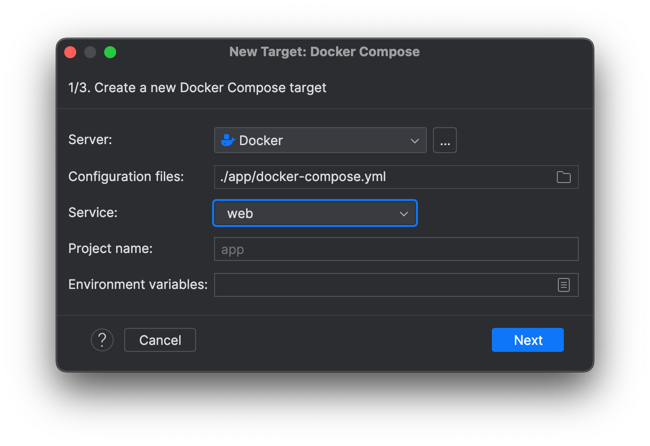 New Target: Docker Compose
1/3. Create a new Docker Compose target
Server: Docker ...
Configuration files: ./app/docker-compose.yml
Service: web
Project name: app
Environment variables:
? Cancel Next